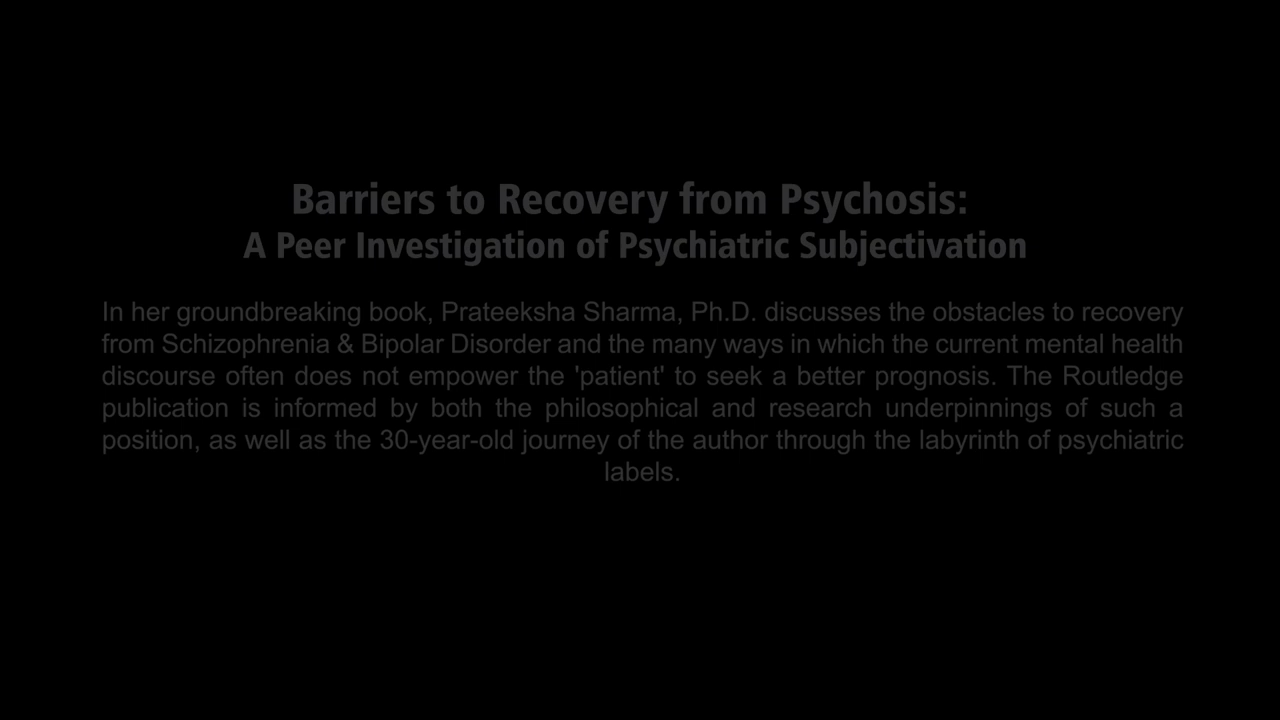 Barriers to Recovery from Psychosis:
A Peer Investigation of Psychiatric Subjectivation
In her groundbreaking book, Prateeksha Sharma, Ph.D. discusses the obstacles to recovery
from Schizophrenia & Bipolar Disorder and the many ways in which the current mental health
discourse often does not empower the 'patient' to seek a better prognosis. The Routledge
publication is informed by both the philosophical and research underpinnings of such a
position, as well as the 30-year-old journey of the author through the labyrinth of psychiatric
labels.